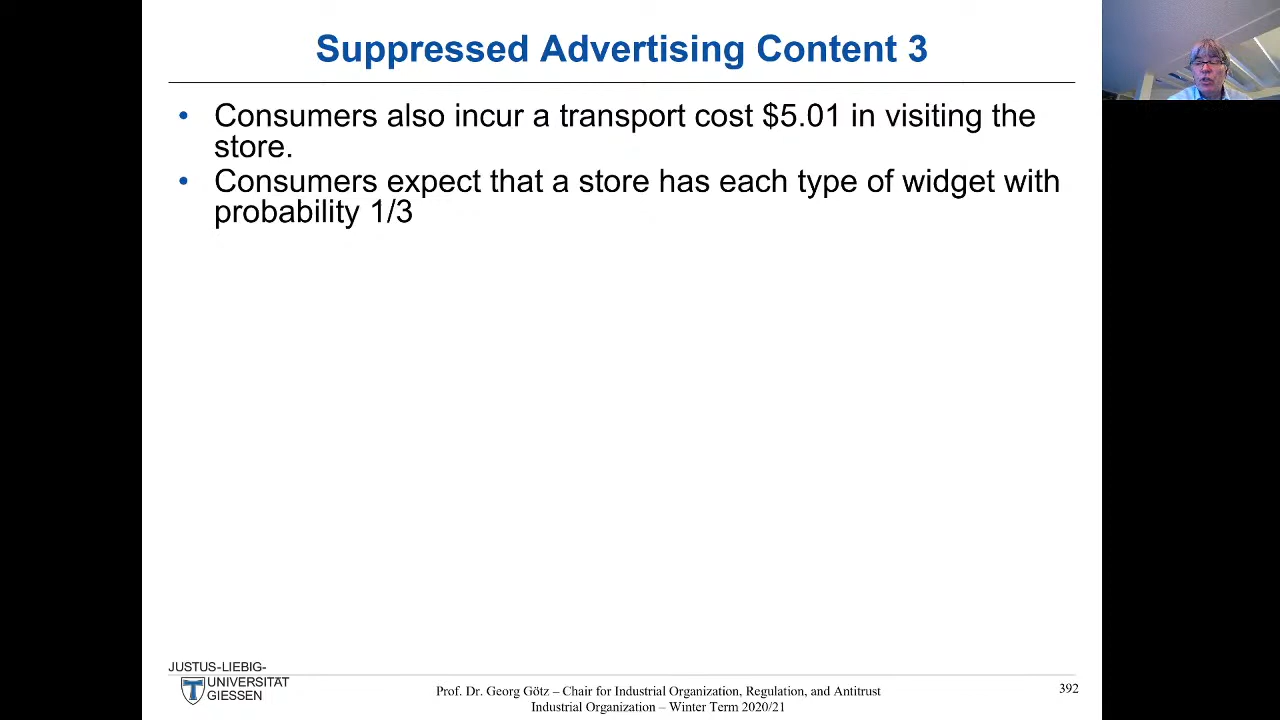 Suppressed Advertising Content 3
• Consumers also incur a transport cost $5.01 in visiting the
store.
• Consumers expect that a store has each type of widget with
probability 1/3
JUSTUS-LIEBIG-
UNIVERSITÄT
GIESSEN
Prof. Dr. Georg Götz – Chair for Industrial Organization, Regulation, and Antitrust
Industrial Organization – Winter Term 2020/21
392